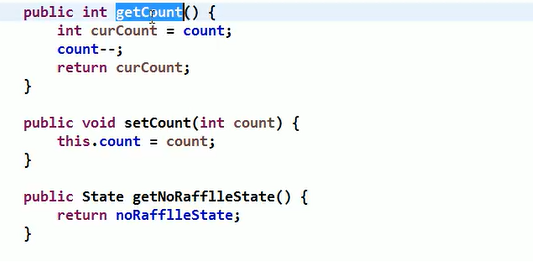 public int getCount() {
int curCount = count;
count--;
return curCount;
}
public void setCount(int count) {
this.count = count;
}
public State getNoRafflleState() {
return noRafflleState;
}